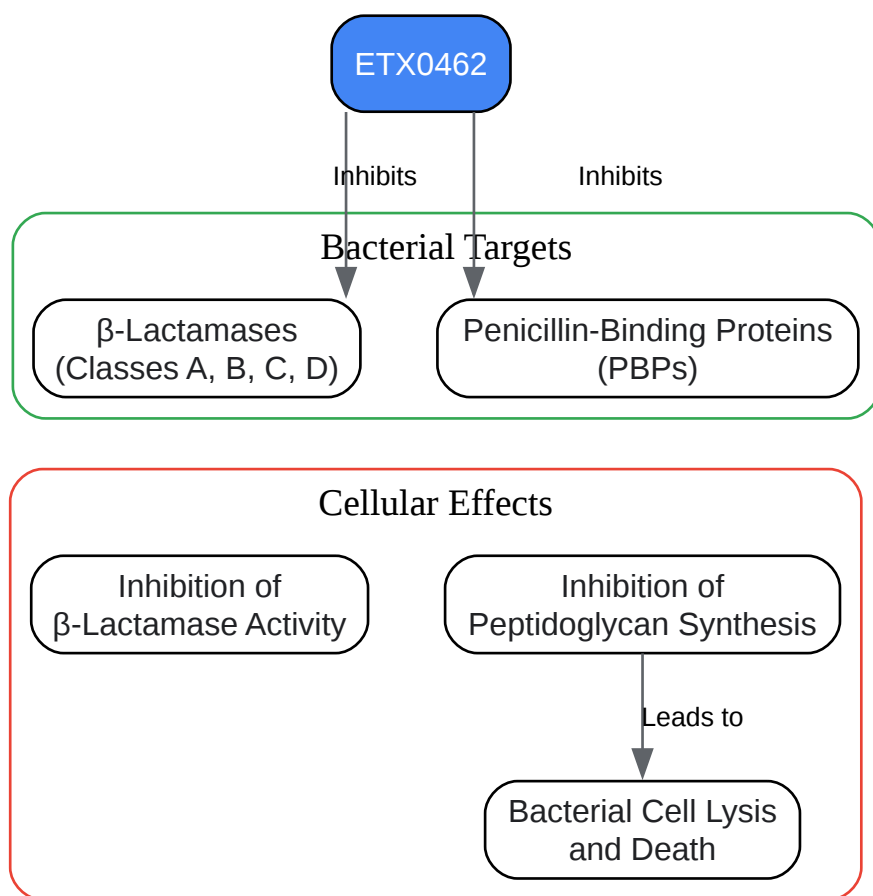 ETX0462
Inhibits
Inhibits
Bacterial Targets
β-Lactamases
(Classes A, B, C, D)
Penicillin-Binding Proteins
(PBPs)
Cellular Effects
Inhibition of
β-Lactamase Activity
Inhibition of
Peptidoglycan Synthesis
Leads to
Bacterial Cell Lysis
and Death